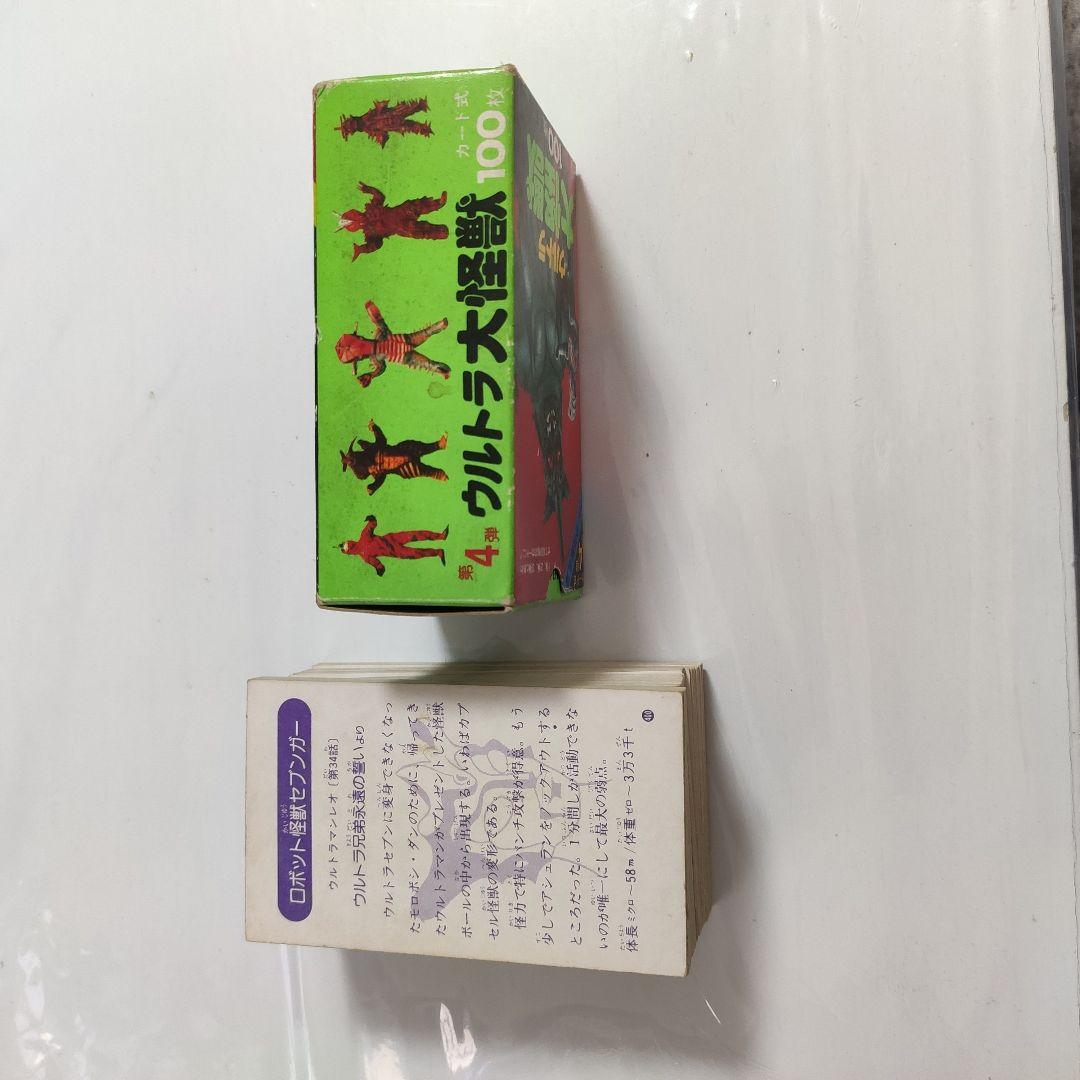 第4弾
ウルトラ大怪獣
カード式
100枚
ウルトラ
大怪獣
100
ロボット怪獣セブンガー
ウルトラマンレオ〔第34話〕
ウルトラ兄弟永遠の誓いより
ウルトラセブンに変身できなくなっ
たモロボシ・ダンのために、帰ってき
たウルトラマンがプレゼントした怪獣
ボールの中から出現する。いわばカプ
セル怪獣の変形である。
怪力で特にパンチ攻撃が得意。もう
少しでアシュランをノックアウトする
ところだった。1分間しか活動できな
いのが唯一にして最大の弱点。
体長ミクロ〜58m/体重ゼロ〜3万3千t